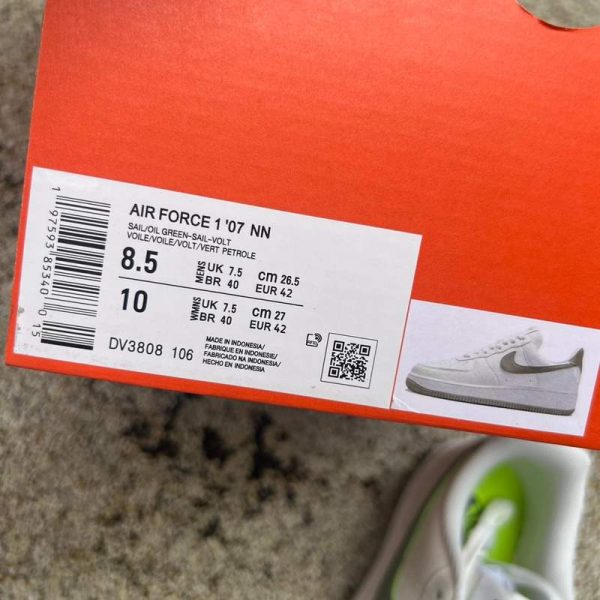 AIR FORCE 1 '07 NN
SAIL/OIL GREEN-SAIL-VOLT
VOILE/VOILE/VOLT/VERT PETROLE
8.5 MENS UK 7.5 cm 26.5
BR 40 EUR 42
10 WMNS UK 7.5 cm 27
BR 40 EUR 42
DV3808 106
MADE IN INDONESIA/
FABRIQUE EN INDONESIE/
FABRICADO NA INDONESIA/
HECHO EN INDONESIA
1 97593 85340 0 15